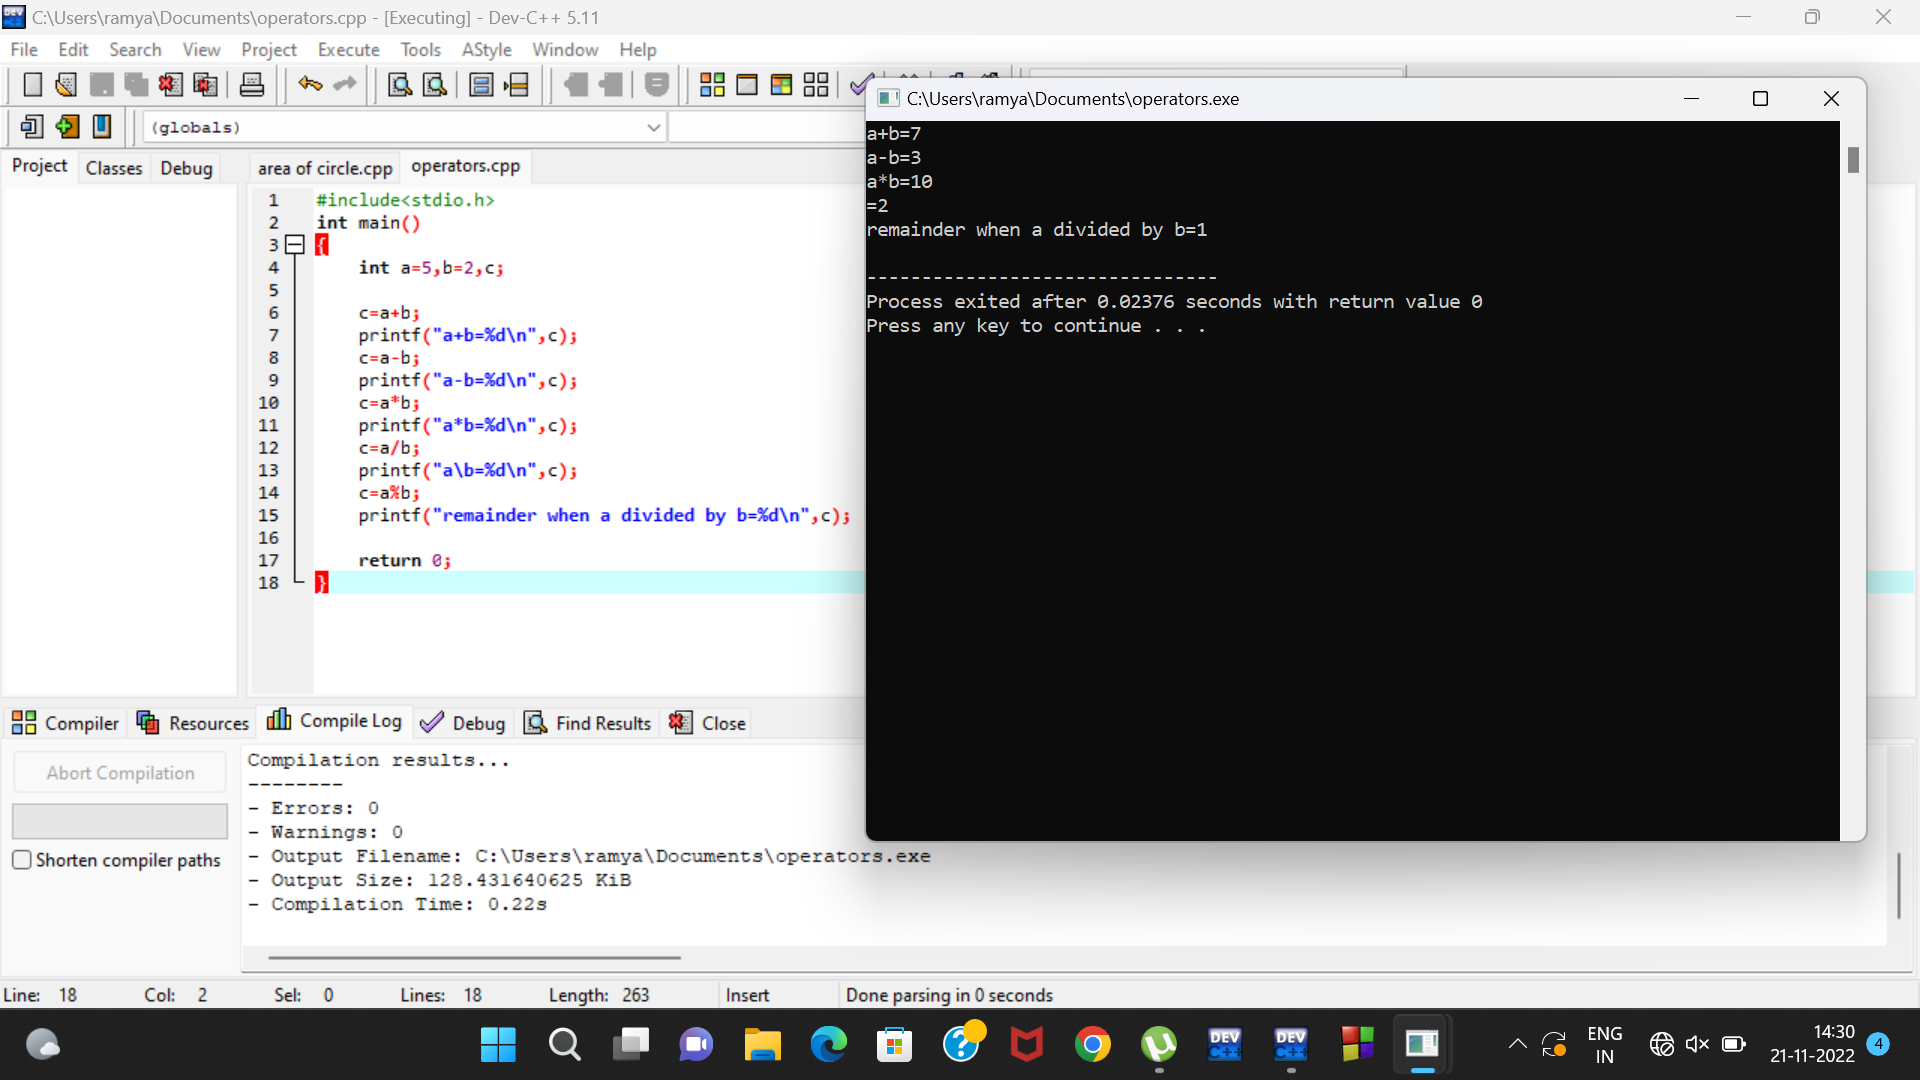 C:\Users\ramya\Documents\operators.cpp - [Executing] - Dev-C++ 5.11
File Edit Search View Project Execute Tools AStyle Window Help
(globals)
Project Classes Debug
area of circle.cpp operators.cpp
1 #include<stdio.h>
2 int main()
3 {
4 int a=5,b=2,c;
5
6 c=a+b;
7 printf("a+b=%d\n",c);
8 c=a-b;
9 printf("a-b=%d\n",c);
10 c=a*b;
11 printf("a*b=%d\n",c);
12 c=a/b;
13 printf("a\b=%d\n",c);
14 c=a%b;
15 printf("remainder when a divided by b=%d\n",c);
16
17 return 0;
18 }
C:\Users\ramya\Documents\operators.exe
a+b=7
a-b=3
a*b=10
=2
remainder when a divided by b=1
--------------------------------
Process exited after 0.02376 seconds with return value 0
Press any key to continue . . .
Compiler Resources Compile Log Debug Find Results Close
Abort Compilation
Shorten compiler paths
Compilation results...
--------
- Errors: 0
- Warnings: 0
- Output Filename: C:\Users\ramya\Documents\operators.exe
- Output Size: 128.431640625 KiB
- Compilation Time: 0.22s
Line: 18 Col: 2 Sel: 0 Lines: 18 Length: 263 Insert Done parsing in 0 seconds
DEV C++
DEV C++
ENG
IN
14:30
21-11-2022
4